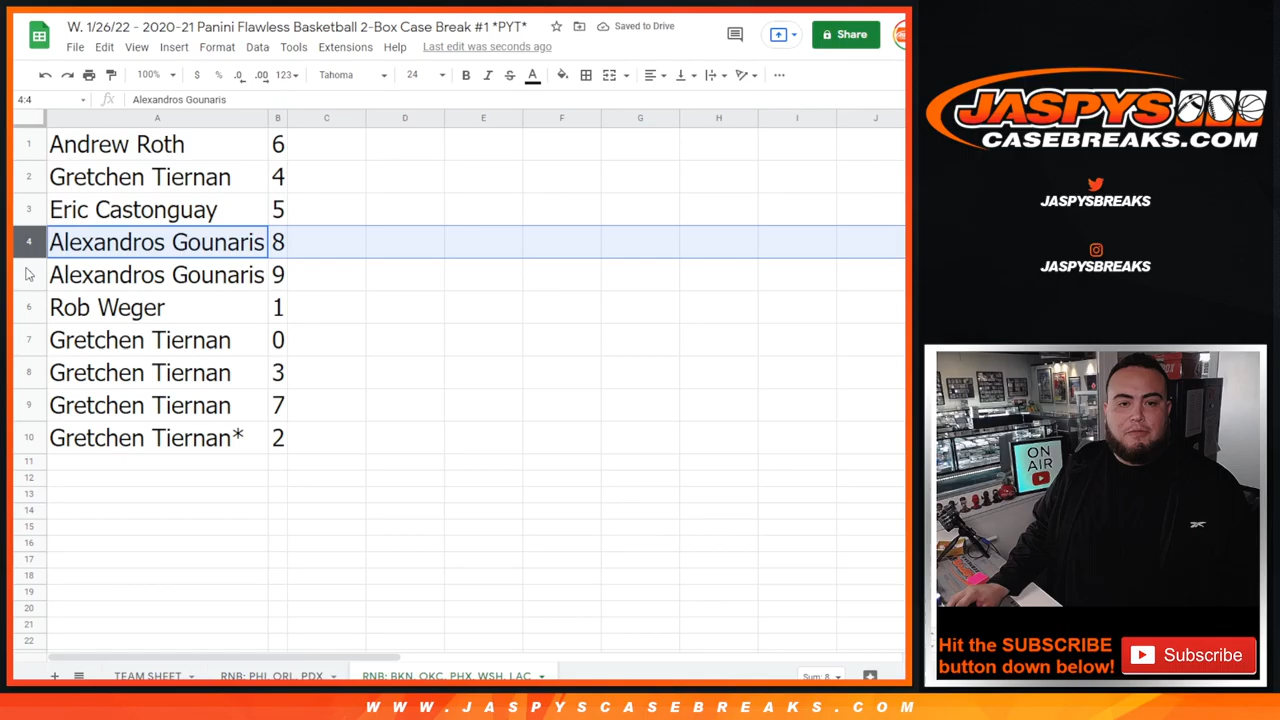 W. 1/26/22 - 2020-21 Panini Flawless Basketball 2-Box Case Break #1 *PYT*
Saved to Drive
File Edit View Insert Format Data Tools Extensions Help Last edit was seconds ago
Share
100% $ % .0 .00 123 Tahoma 24 B I S A
4:4 fx Alexandros Gounaris
A B C D E F G H I J
1 Andrew Roth 6
2 Gretchen Tiernan 4
3 Eric Castonguay 5
4 Alexandros Gounaris 8
Alexandros Gounaris 9
6 Rob Weger 1
7 Gretchen Tiernan 0
8 Gretchen Tiernan 3
9 Gretchen Tiernan 7
10 Gretchen Tiernan* 2
11
12
13
14
15
16
17
18
19
20
21
22
TEAM SHEET RNB: PHI, ORL, PDX RNB: BKN, OKC, PHX, WSH, LAC Sum: 8
JASPYS
CASEBREAKS.COM
JASPYSBREAKS
JASPYSBREAKS
ON
AIR
Hit the SUBSCRIBE
button down below!
Subscribe
WWW.JASPYSCASEBREAKS.COM